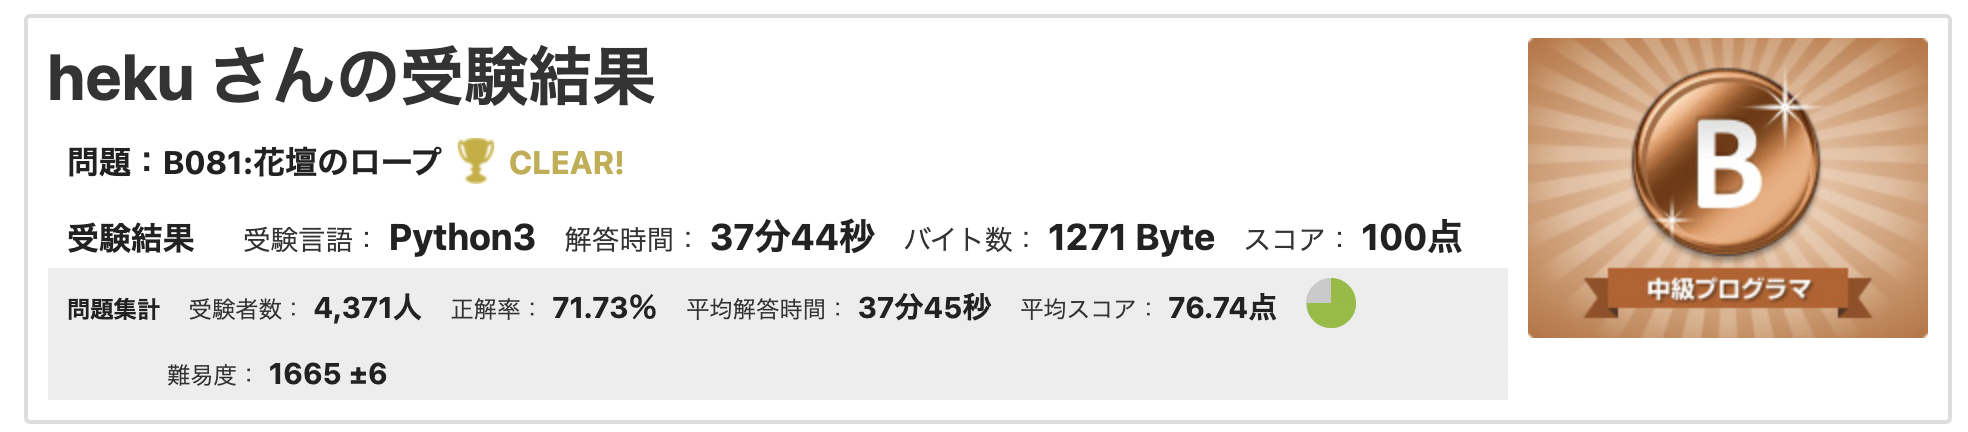 heku さんの受験結果
問題：B081:花壇のロープ CLEAR!
受験結果 受験言語： Python3 解答時間： 37分44秒 バイト数： 1271 Byte スコア： 100点
問題集計 受験者数： 4,371人 正解率： 71.73% 平均解答時間： 37分45秒 平均スコア： 76.74点
難易度： 1665 ±6
B
中級プログラマ